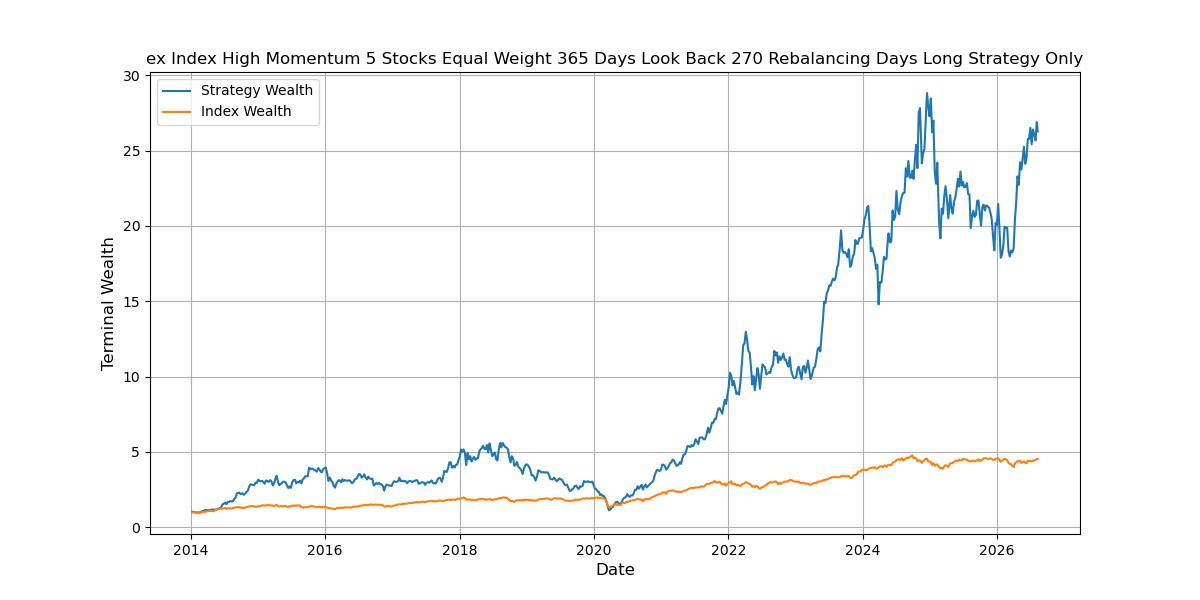 ex Index High Momentum 5 Stocks Equal Weight 365 Days Look Back 270 Rebalancing Days Long Strategy Only
Strategy Wealth
Index Wealth
Terminal Wealth
30
25
20
15
10
5
0
2014 2016 2018 2020 2022 2024 2026
Date